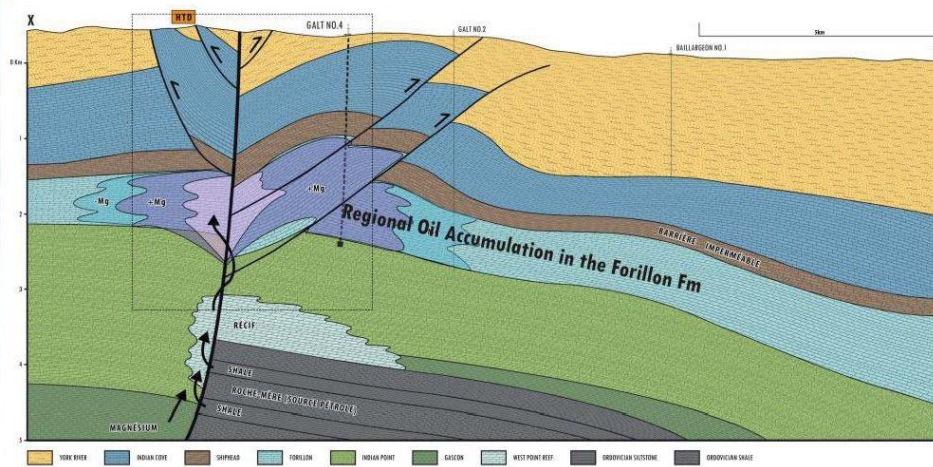 X
HTD
GALT NO.4
GALT NO.2
BAILLARGEON NO.1
5km
0 Km
1
2
3
4
5
-Mg
+Mg
+Mg
Regional Oil Accumulation in the Forillon Fm
BARRIÈRE IMPERMÉABLE
RÉCIF
SHALE
ROCHE-MÈRE (SOURCE PÉTROLE)
SHALE
MAGNÉSIUM
YORK RIVER
INDIAN COVE
SHIPHEAD
FORILLON
INDIAN POINT
GASCON
WEST POINT REEF
ORDOVICIAN SILTSTONE
ORDOVICIAN SHALE